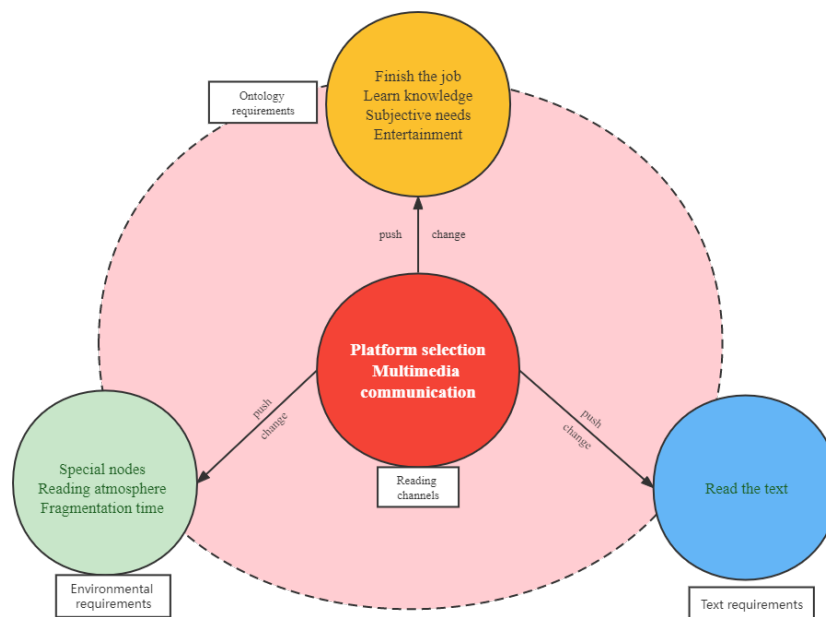 Finish the job
Learn knowledge
Subjective needs
Entertainment
Ontology
requirements
push change
Platform selection
Multimedia
communication
push
change
push
change
Reading
channels
Special nodes
Reading atmosphere
Fragmentation time
Read the text
Environmental
requirements
Text requirements